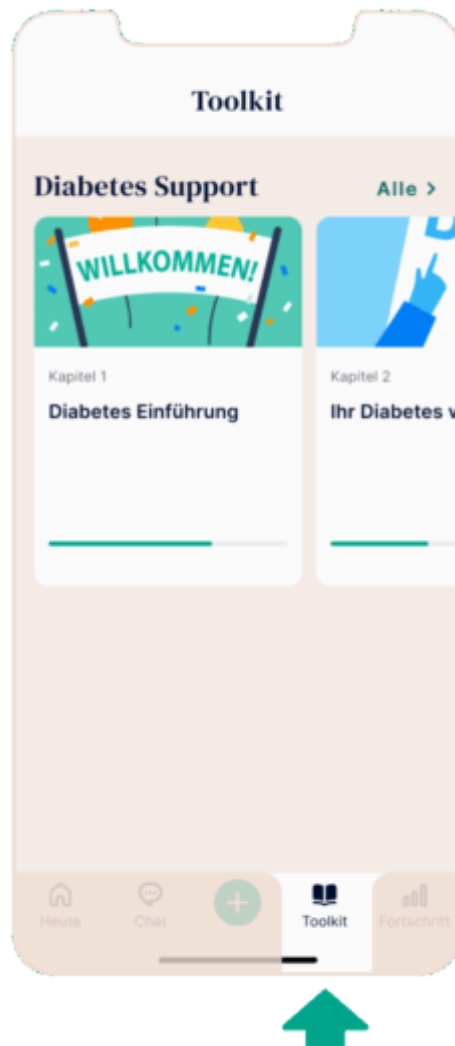 Toolkit
Diabetes Support
Alle >
WILLKOMMEN!
Kapitel 1
Diabetes Einführung
Kapitel 2
Ihr Diabetes
Heute
Chat
Toolkit
Fortschritt